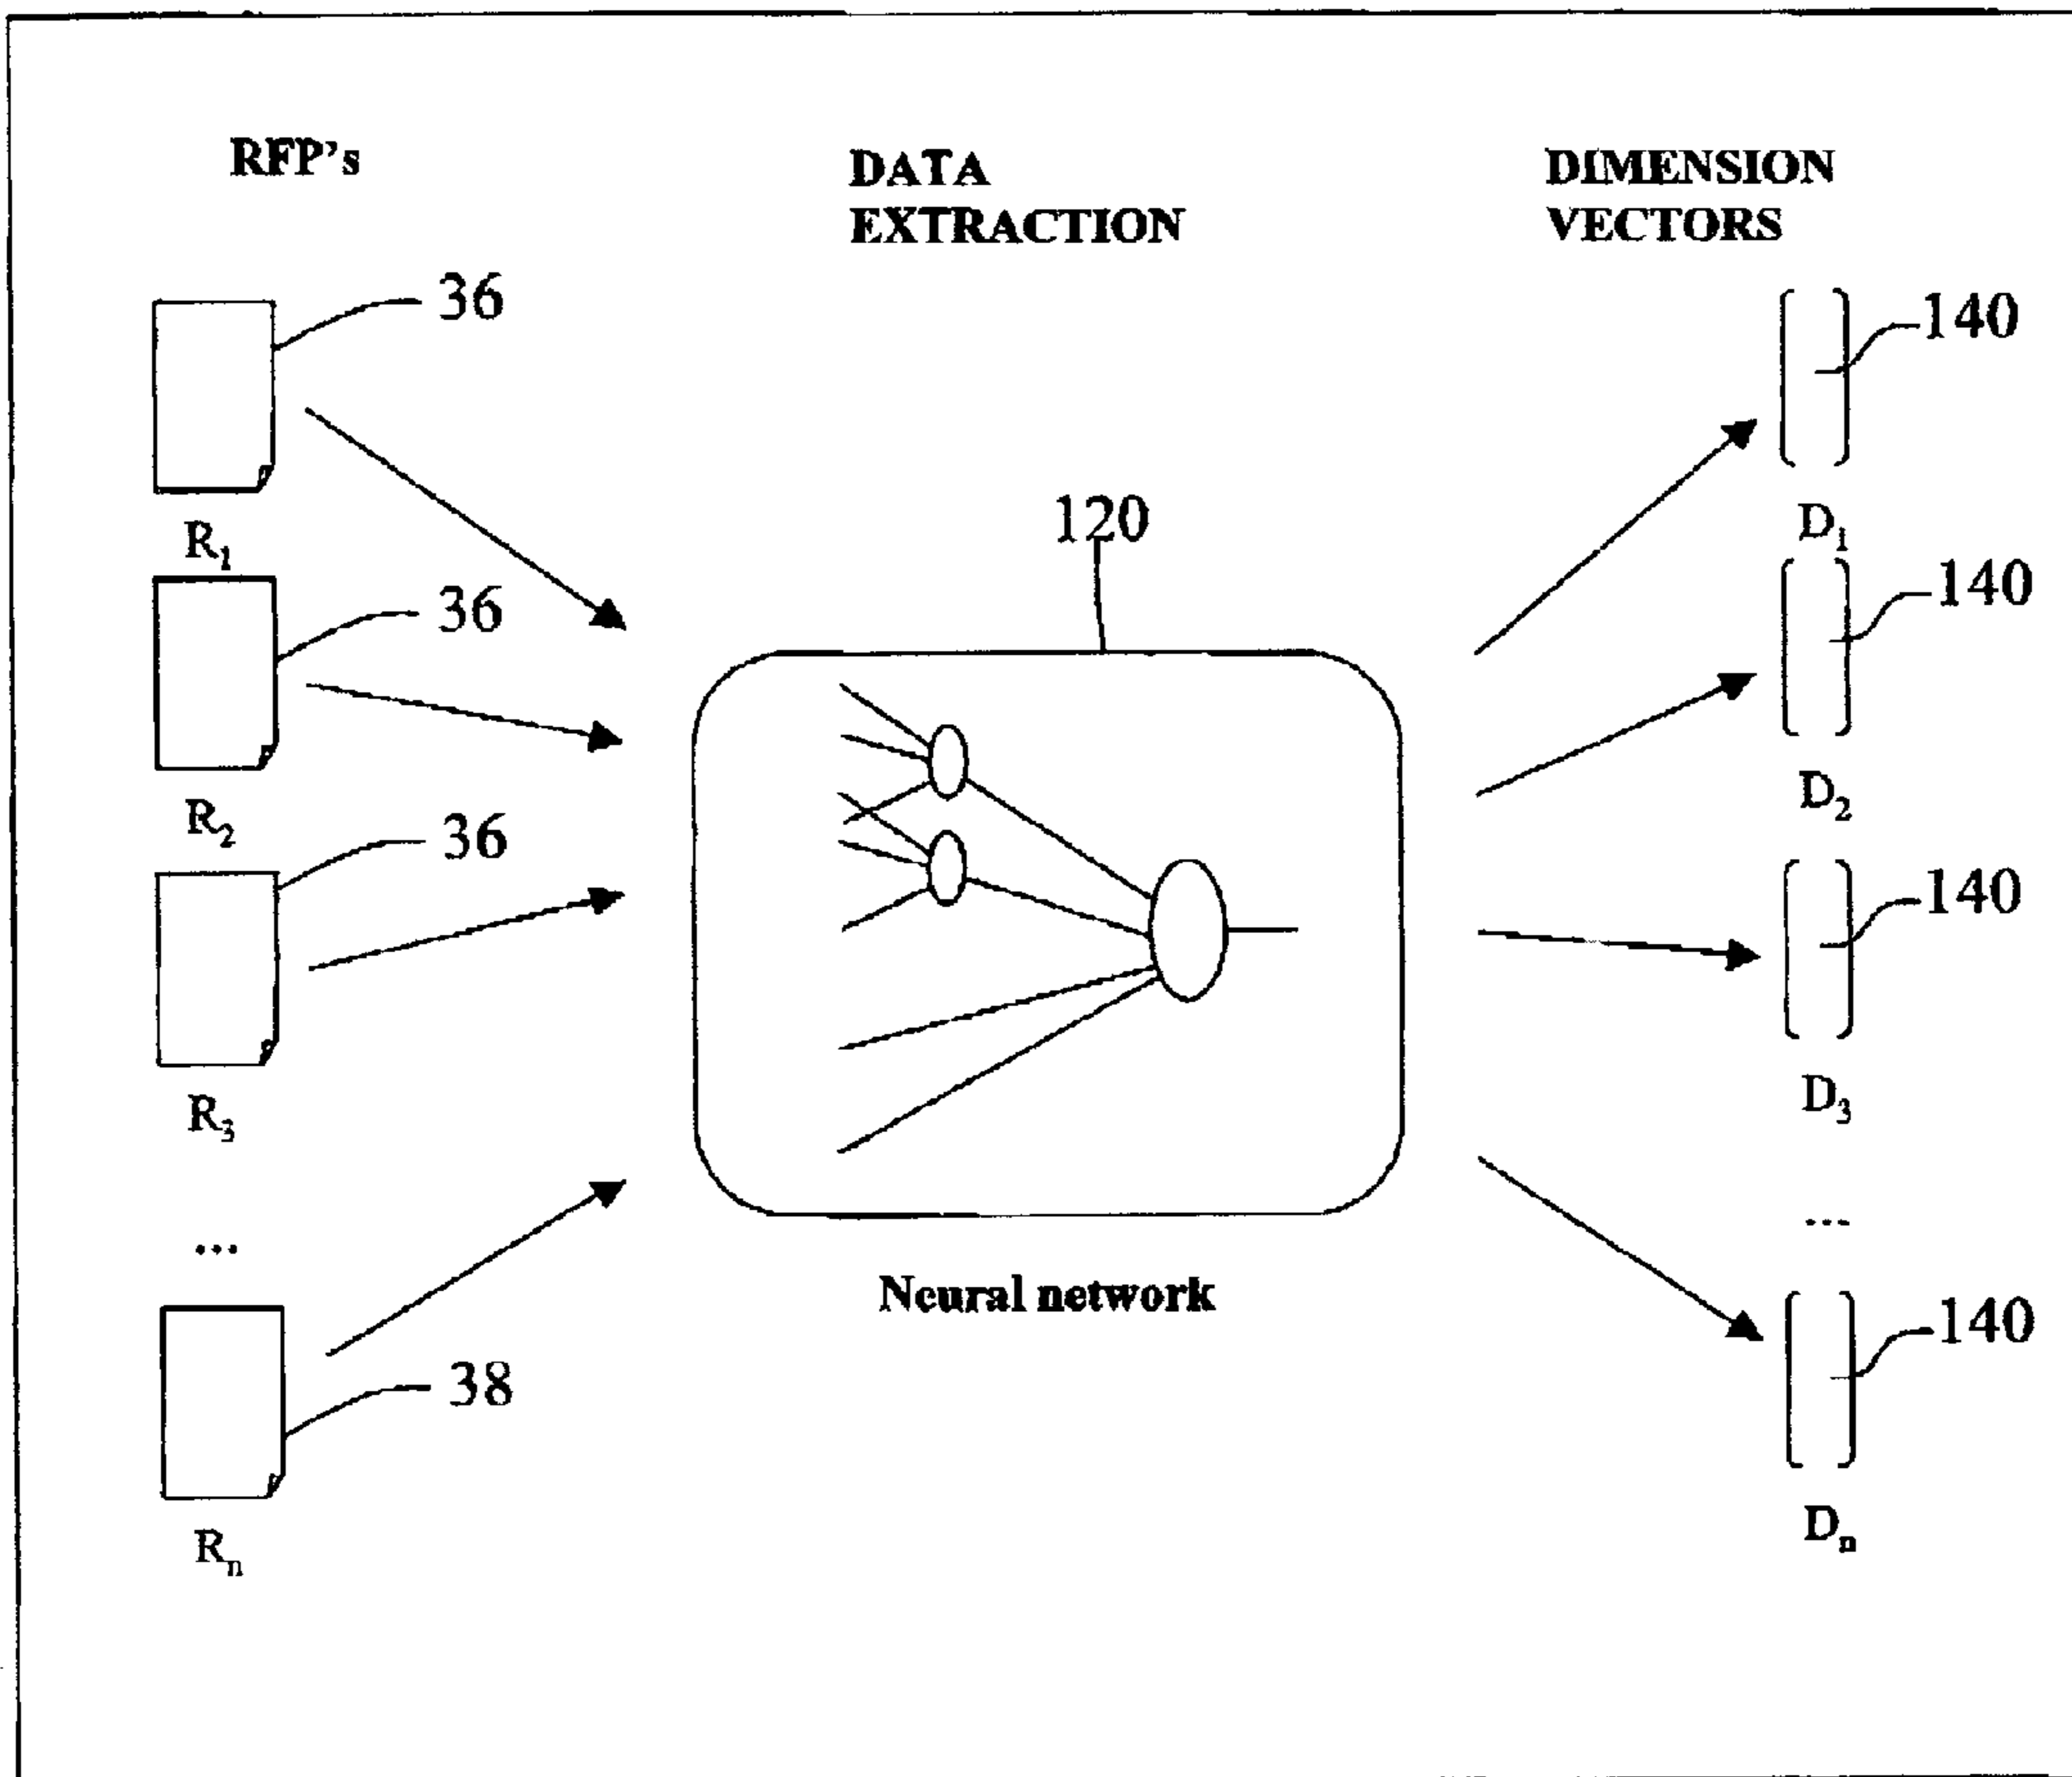 RFP's
DATA
EXTRACTION
DIMENSION
VECTORS
36
R₁
36
R₂
36
R₃
...
38
Rₙ
120
Neural network
140
D₁
140
D₂
140
D₃
...
140
Dₙ